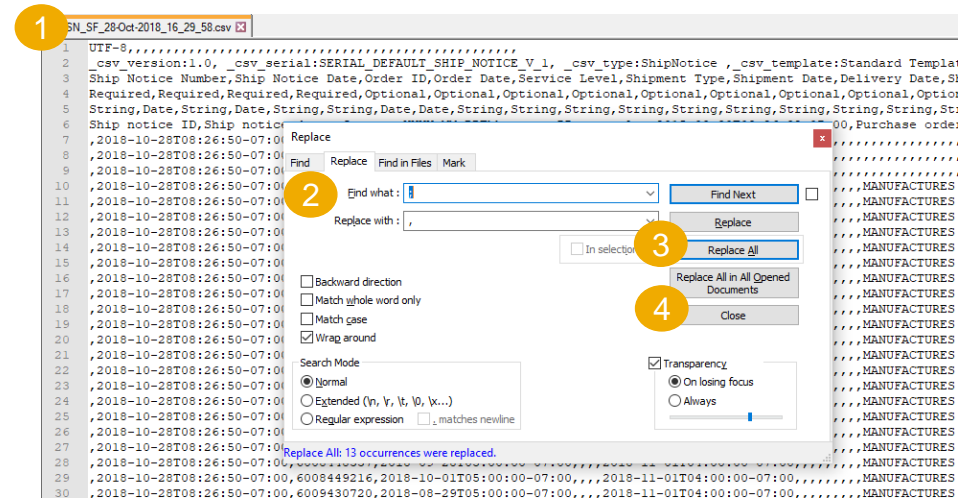 1
SN_SF_28-Oct-2018_16_29_58.csv
1 UTF-8,,,,,,,,,,,,,,,,,,,,,,,,,,,,,,,,,,,,,,,,,,,,,,,,,
2 _csv_version:1.0, _csv_serial:SERIAL_DEFAULT_SHIP_NOTICE_V_1, _csv_type:ShipNotice ,_csv_template:Standard Templat
3 Ship Notice Number,Ship Notice Date,Order ID,Order Date,Service Level,Shipment Type,Shipment Date,Delivery Date,Sh
4 Required,Required,Required,Required,Optional,Optional,Optional,Optional,Optional,Optional,Optional,Optional,Option
5 String,Date,String,Date,String,String,Date,Date,String,String,String,String,String,String,String,String,String,Str
6 Ship notice ID,Ship notice 00,Purchase orde
7 ,2018-10-28T08:26:50-07:00
8 ,2018-10-28T08:26:50-07:00
9 ,2018-10-28T08:26:50-07:00
10 ,2018-10-28T08:26:50-07:00 ,,,,MANUFACTURES
11 ,2018-10-28T08:26:50-07:00 ,,,,MANUFACTURES
12 ,2018-10-28T08:26:50-07:00 ,,,,MANUFACTURES
13 ,2018-10-28T08:26:50-07:00 ,,,,MANUFACTURES
14 ,2018-10-28T08:26:50-07:00 ,,,,MANUFACTURES
15 ,2018-10-28T08:26:50-07:00 ,,,,MANUFACTURES
16 ,2018-10-28T08:26:50-07:00 ,,,,MANUFACTURES
17 ,2018-10-28T08:26:50-07:00 ,,,,MANUFACTURES
18 ,2018-10-28T08:26:50-07:00 ,,,,MANUFACTURES
19 ,2018-10-28T08:26:50-07:00 ,,,,MANUFACTURES
20 ,2018-10-28T08:26:50-07:00 ,,,,MANUFACTURES
21 ,2018-10-28T08:26:50-07:00 ,,,,MANUFACTURES
22 ,2018-10-28T08:26:50-07:00 ,,,,MANUFACTURES
23 ,2018-10-28T08:26:50-07:00 ,,,,MANUFACTURES
24 ,2018-10-28T08:26:50-07:00 ,,,,MANUFACTURES
25 ,2018-10-28T08:26:50-07:00 ,,,,MANUFACTURES
26 ,2018-10-28T08:26:50-07:00 ,,,,MANUFACTURES
27 ,2018-10-28T08:26:50-07:00 ,,,,MANUFACTURES
28 ,2018-10-28T08:26:50-07:00 ,,,,MANUFACTURES
29 ,2018-10-28T08:26:50-07:00,6008449216,2018-10-01T05:00:00-07:00,,,,2018-11-01T04:00:00-07:00,,,,,,,,,MANUFACTURES
30 ,2018-10-28T08:26:50-07:00,6009430720,2018-08-29T05:00:00-07:00,,,,2018-11-01T04:00:00-07:00,,,,,,,,,MANUFACTURES
Replace
x
Find Replace Find in Files Mark
2
Find what : ; Find Next
Replace with : , Replace
In selectio 3 Replace All
Replace All in All Opened
Documents
4 Close
Backward direction
Match whole word only
Match case
Wrap around
Search Mode
Normal
Extended (\n, \r, \t, \0, \x...)
Regular expression . matches newline
Transparency
On losing focus
Always
Replace All: 13 occurrences were replaced.